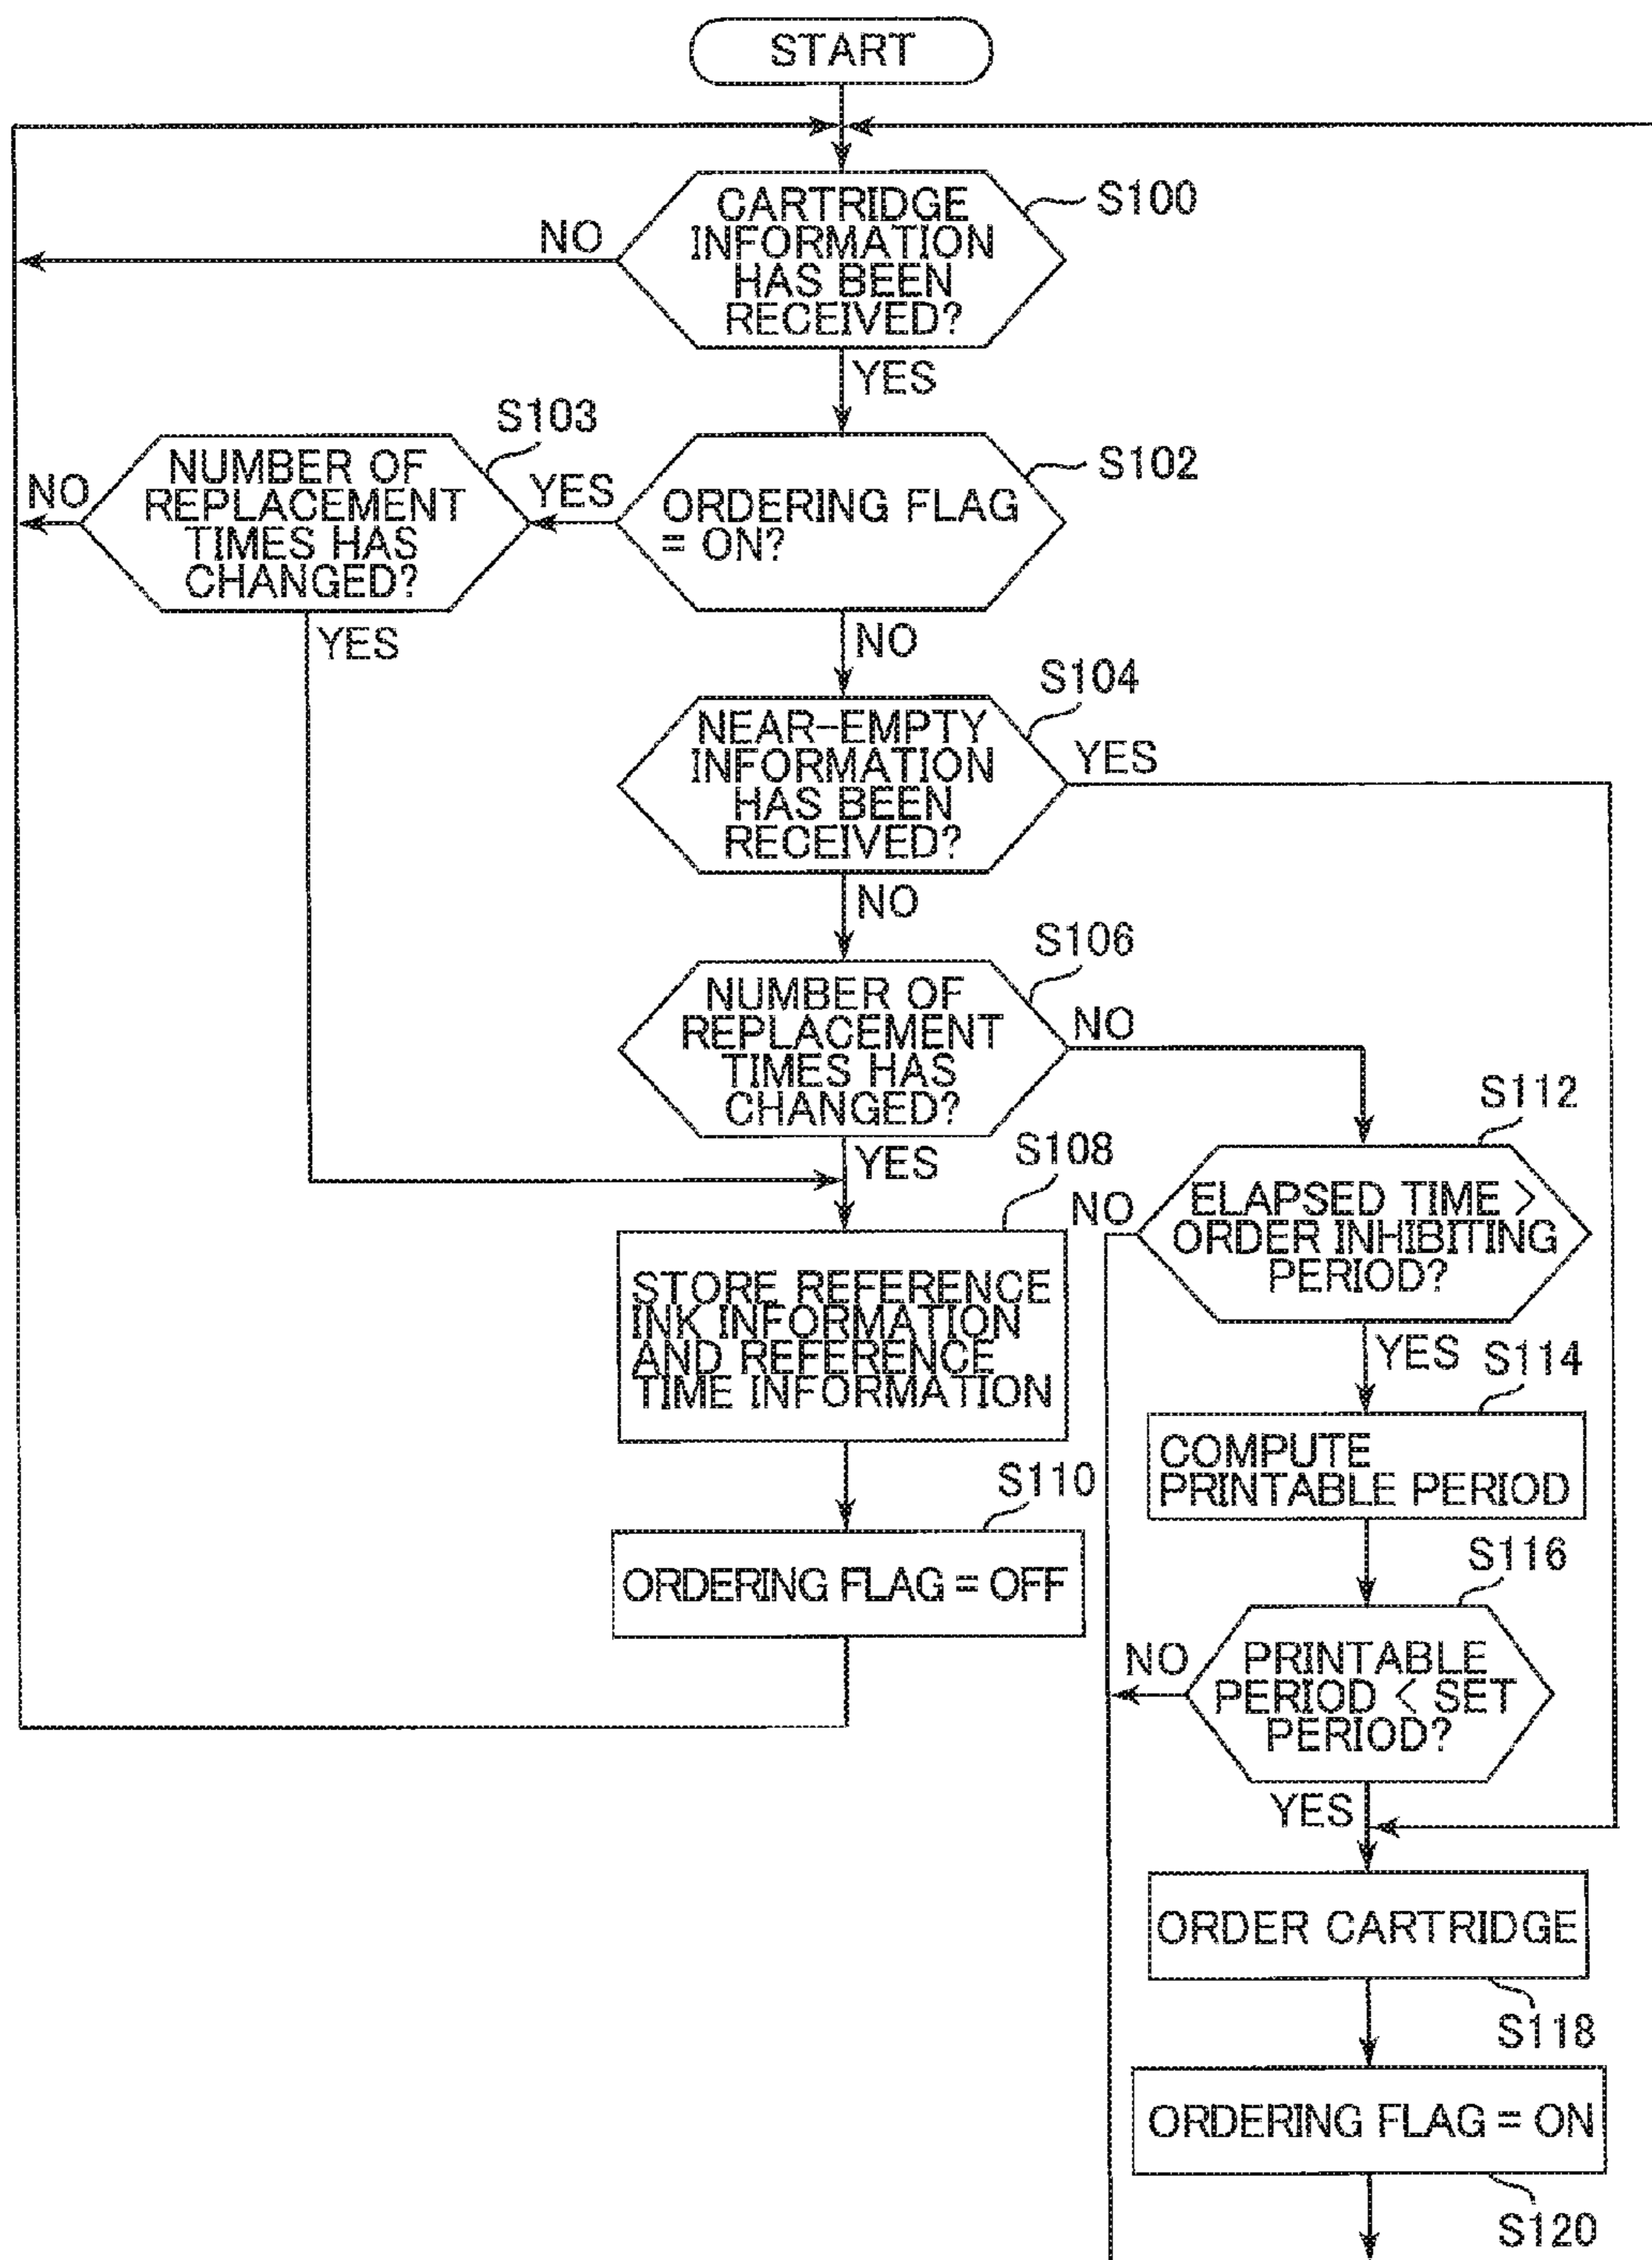 START
CARTRIDGE
INFORMATION
HAS BEEN
RECEIVED?
S100
NO
YES
S103
NUMBER OF
REPLACEMENT
TIMES HAS
CHANGED?
NO
YES
YES
ORDERING FLAG
= ON?
S102
NO
S104
NEAR-EMPTY
INFORMATION
HAS BEEN
RECEIVED?
YES
NO
S106
NUMBER OF
REPLACEMENT
TIMES HAS
CHANGED?
NO
YES
S108
STORE REFERENCE
INK INFORMATION
AND REFERENCE
TIME INFORMATION
S110
ORDERING FLAG = OFF
S112
ELAPSED TIME >
ORDER INHIBITING
PERIOD?
NO
YES
S114
COMPUTE
PRINTABLE PERIOD
S116
PRINTABLE
PERIOD < SET
PERIOD?
NO
YES
ORDER CARTRIDGE
S118
ORDERING FLAG = ON
S120